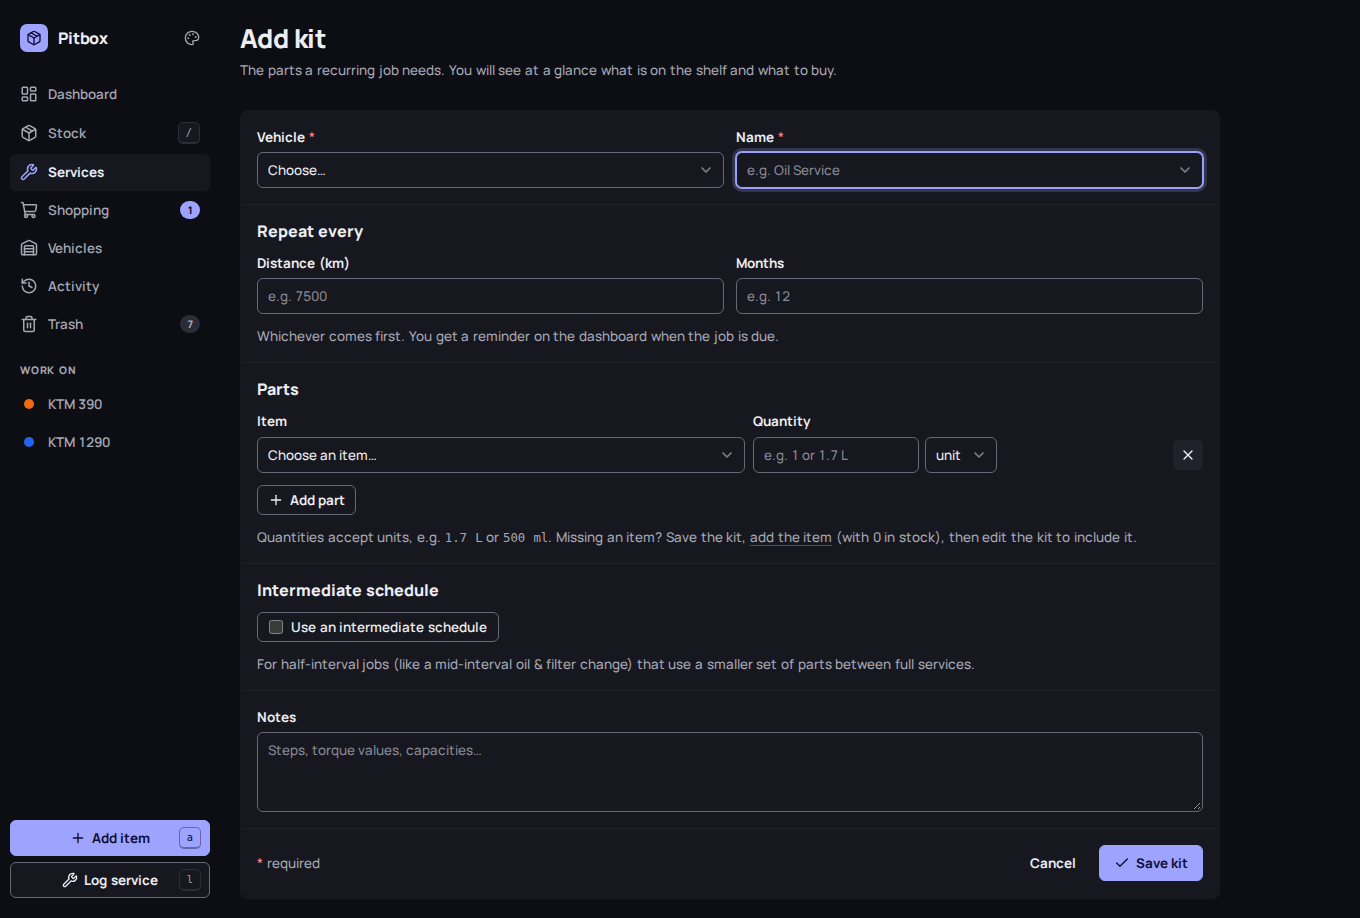 Pitbox
Dashboard
Stock /
Services
Shopping 1
Vehicles
Activity
Trash 7
WORK ON
KTM 390
KTM 1290
Add item a
Log service l
Add kit
The parts a recurring job needs. You will see at a glance what is on the shelf and what to buy.
Vehicle * Name *
Choose… e.g. Oil Service
Repeat every
Distance (km) Months
e.g. 7500 e.g. 12
Whichever comes first. You get a reminder on the dashboard when the job is due.
Parts
Item Quantity
Choose an item… e.g. 1 or 1.7 L unit
Add part
Quantities accept units, e.g. 1.7 L or 500 ml. Missing an item? Save the kit, add the item (with 0 in stock), then edit the kit to include it.
Intermediate schedule
Use an intermediate schedule
For half-interval jobs (like a mid-interval oil & filter change) that use a smaller set of parts between full services.
Notes
Steps, torque values, capacities…
* required Cancel Save kit